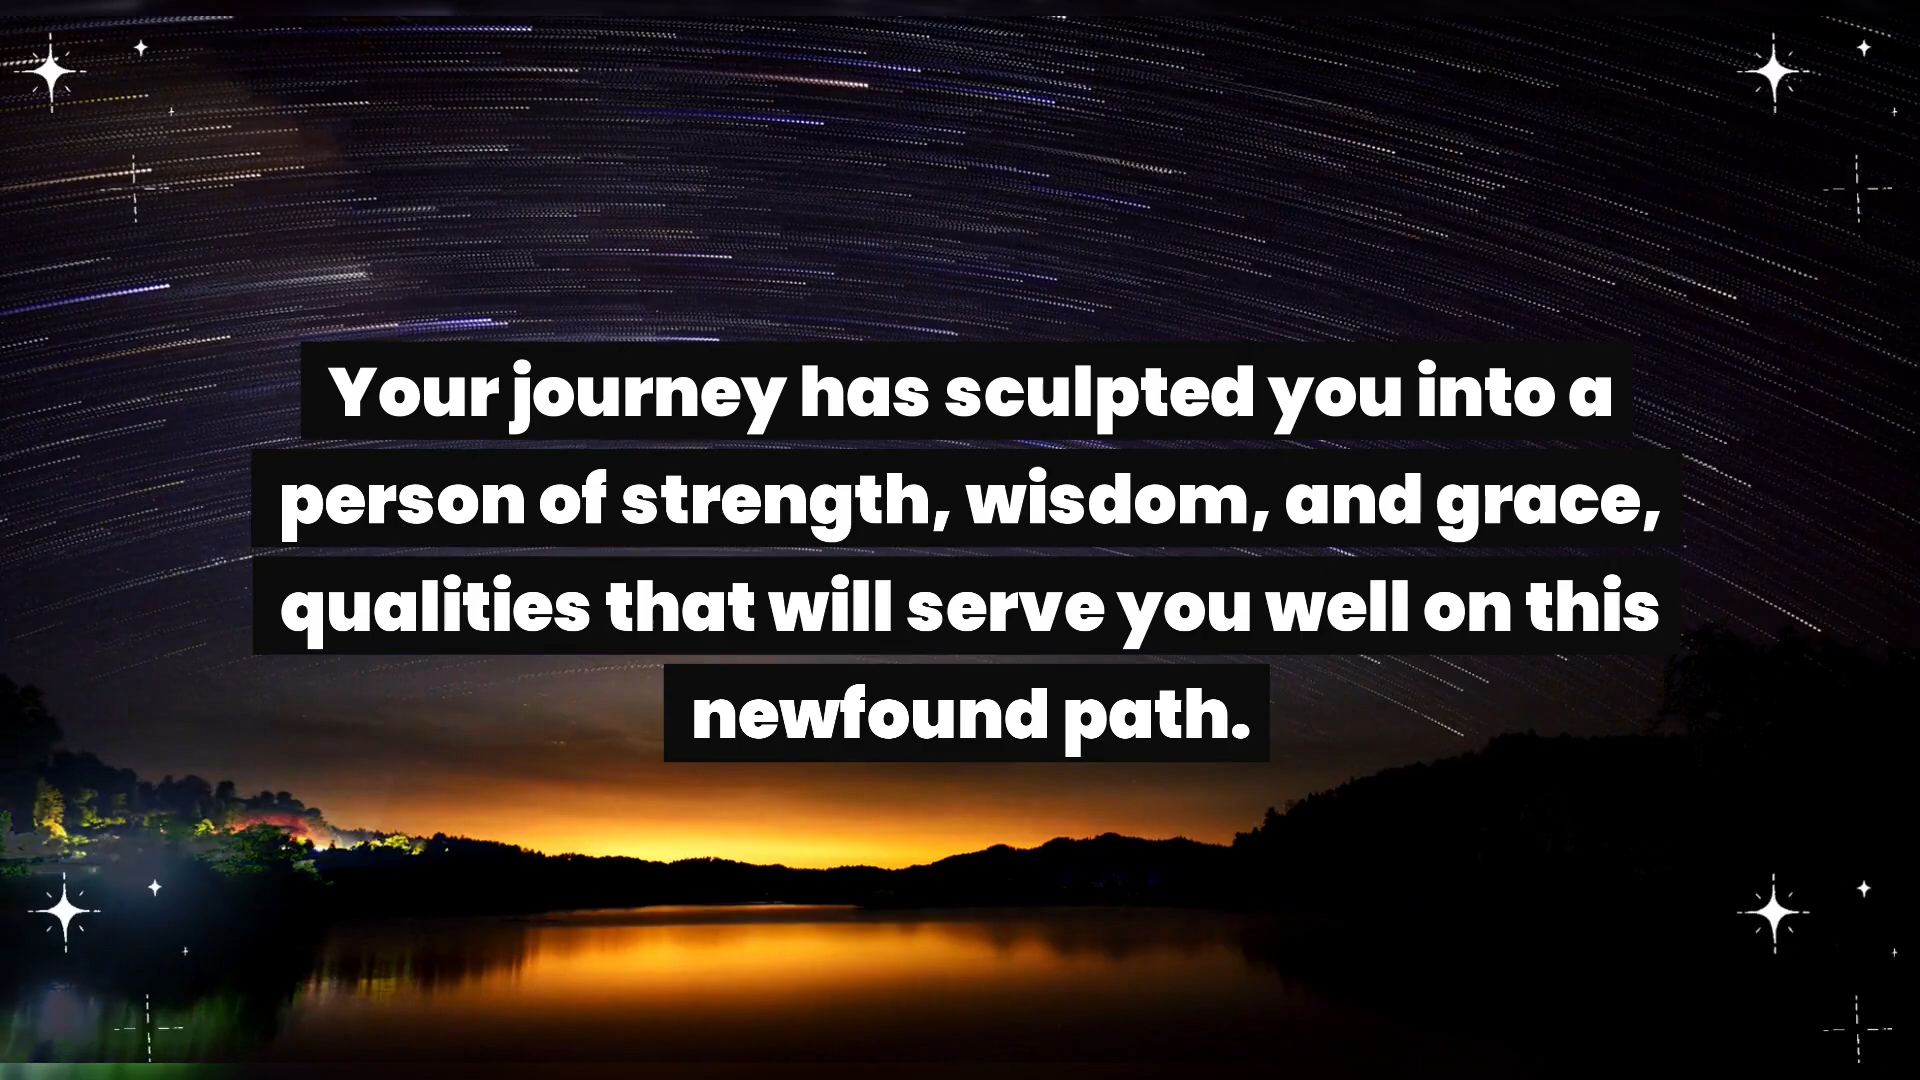 Your journey has sculpted you into a
person of strength, wisdom, and grace,
qualities that will serve you well on this
newfound path.